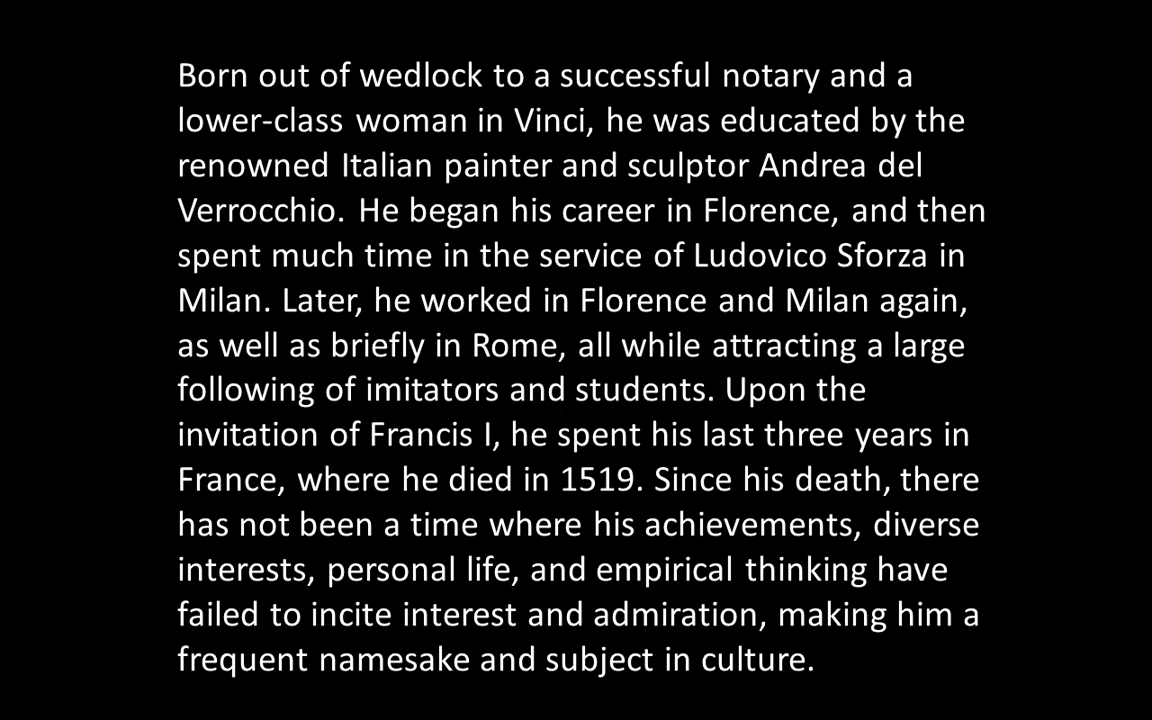 Born out of wedlock to a successful notary and a
lower-class woman in Vinci, he was educated by the
renowned Italian painter and sculptor Andrea del
Verrocchio. He began his career in Florence, and then
spent much time in the service of Ludovico Sforza in
Milan. Later, he worked in Florence and Milan again,
as well as briefly in Rome, all while attracting a large
following of imitators and students. Upon the
invitation of Francis I, he spent his last three years in
France, where he died in 1519. Since his death, there
has not been a time where his achievements, diverse
interests, personal life, and empirical thinking have
failed to incite interest and admiration, making him a
frequent namesake and subject in culture.